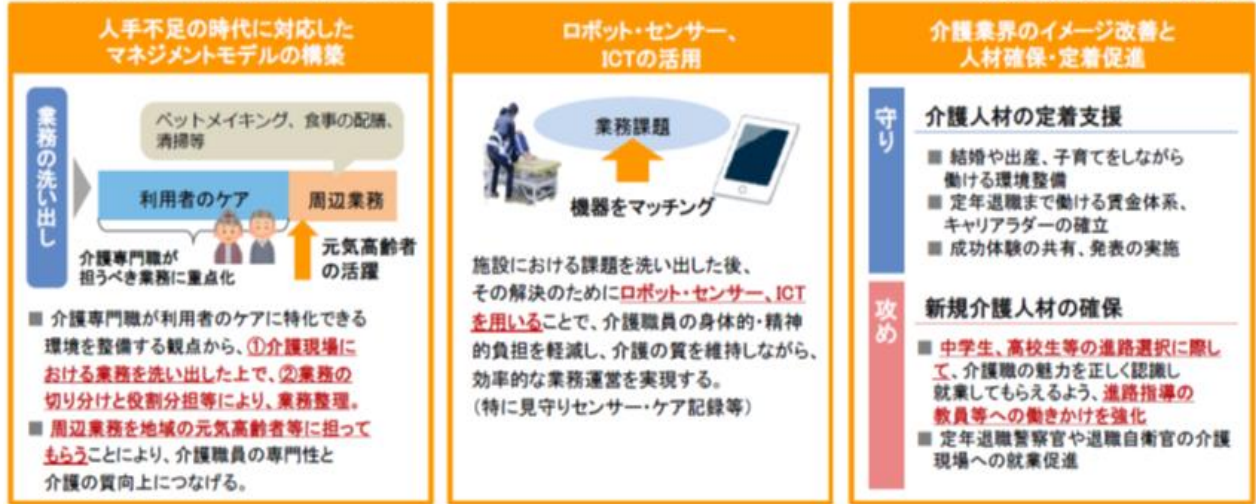 人手不足の時代に対応した
マネジメントモデルの構築
業務の洗い出し
ベットメイキング、食事の配膳、
清掃等
利用者のケア
周辺業務
介護専門職が
担うべき業務に重点化
元気高齢者
の活躍
■ 介護専門職が利用者のケアに特化できる
環境を整備する観点から、①介護現場に
おける業務を洗い出した上で、②業務の
切り分けと役割分担等により、業務整理。
■ 周辺業務を地域の元気高齢者等に担って
もらうことにより、介護職員の専門性と
介護の質向上につなげる。
ロボット・センサー、
ICTの活用
業務課題
機器をマッチング
施設における課題を洗い出した後、
その解決のためにロボット・センサー、ICT
を用いることで、介護職員の身体的・精神
的負担を軽減し、介護の質を維持しながら、
効率的な業務運営を実現する。
（特に見守りセンサー・ケア記録等）
介護業界のイメージ改善と
人材確保・定着促進
守り
介護人材の定着支援
■ 結婚や出産、子育てをしながら
働ける環境整備
■ 定年退職まで働ける賃金体系、
キャリアラダーの確立
■ 成功体験の共有、発表の実施
攻め
新規介護人材の確保
■ 中学生、高校生等の進路選択に際し
て、介護職の魅力を正しく認識し
就業してもらえるよう、進路指導の
教員等への働きかけを強化
■ 定年退職警察官や退職自衛官の介護
現場への就業促進